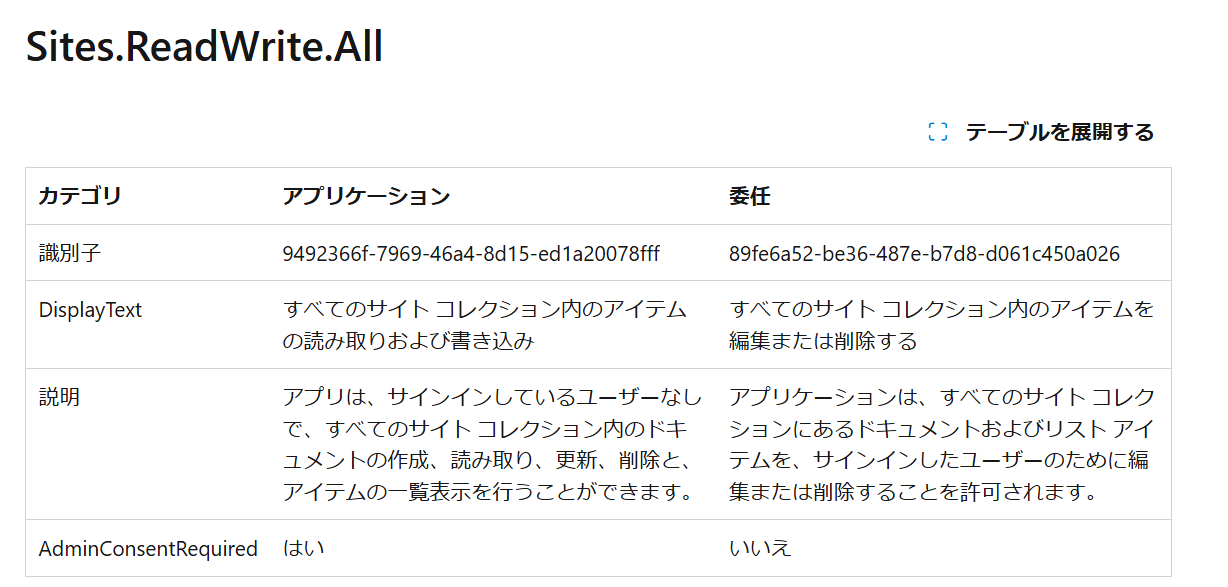 Sites.ReadWrite.All
テーブルを展開する
カテゴリ アプリケーション 委任
識別子 9492366f-7969-46a4-8d15-ed1a20078fff 89fe6a52-be36-487e-b7d8-d061c450a026
DisplayText すべてのサイト コレクション内のアイテム すべてのサイト コレクション内のアイテムを
の読み取りおよび書き込み 編集または削除する
説明 アプリは、サインインしているユーザーなし アプリケーションは、すべてのサイト コレク
で、すべてのサイト コレクション内のドキ ションにあるドキュメントおよびリスト アイ
ュメントの作成、読み取り、更新、削除と、 テムを、サインインしたユーザーのために編
アイテムの一覧表示を行うことができます。 集または削除することを許可されます。
AdminConsentRequired はい いいえ